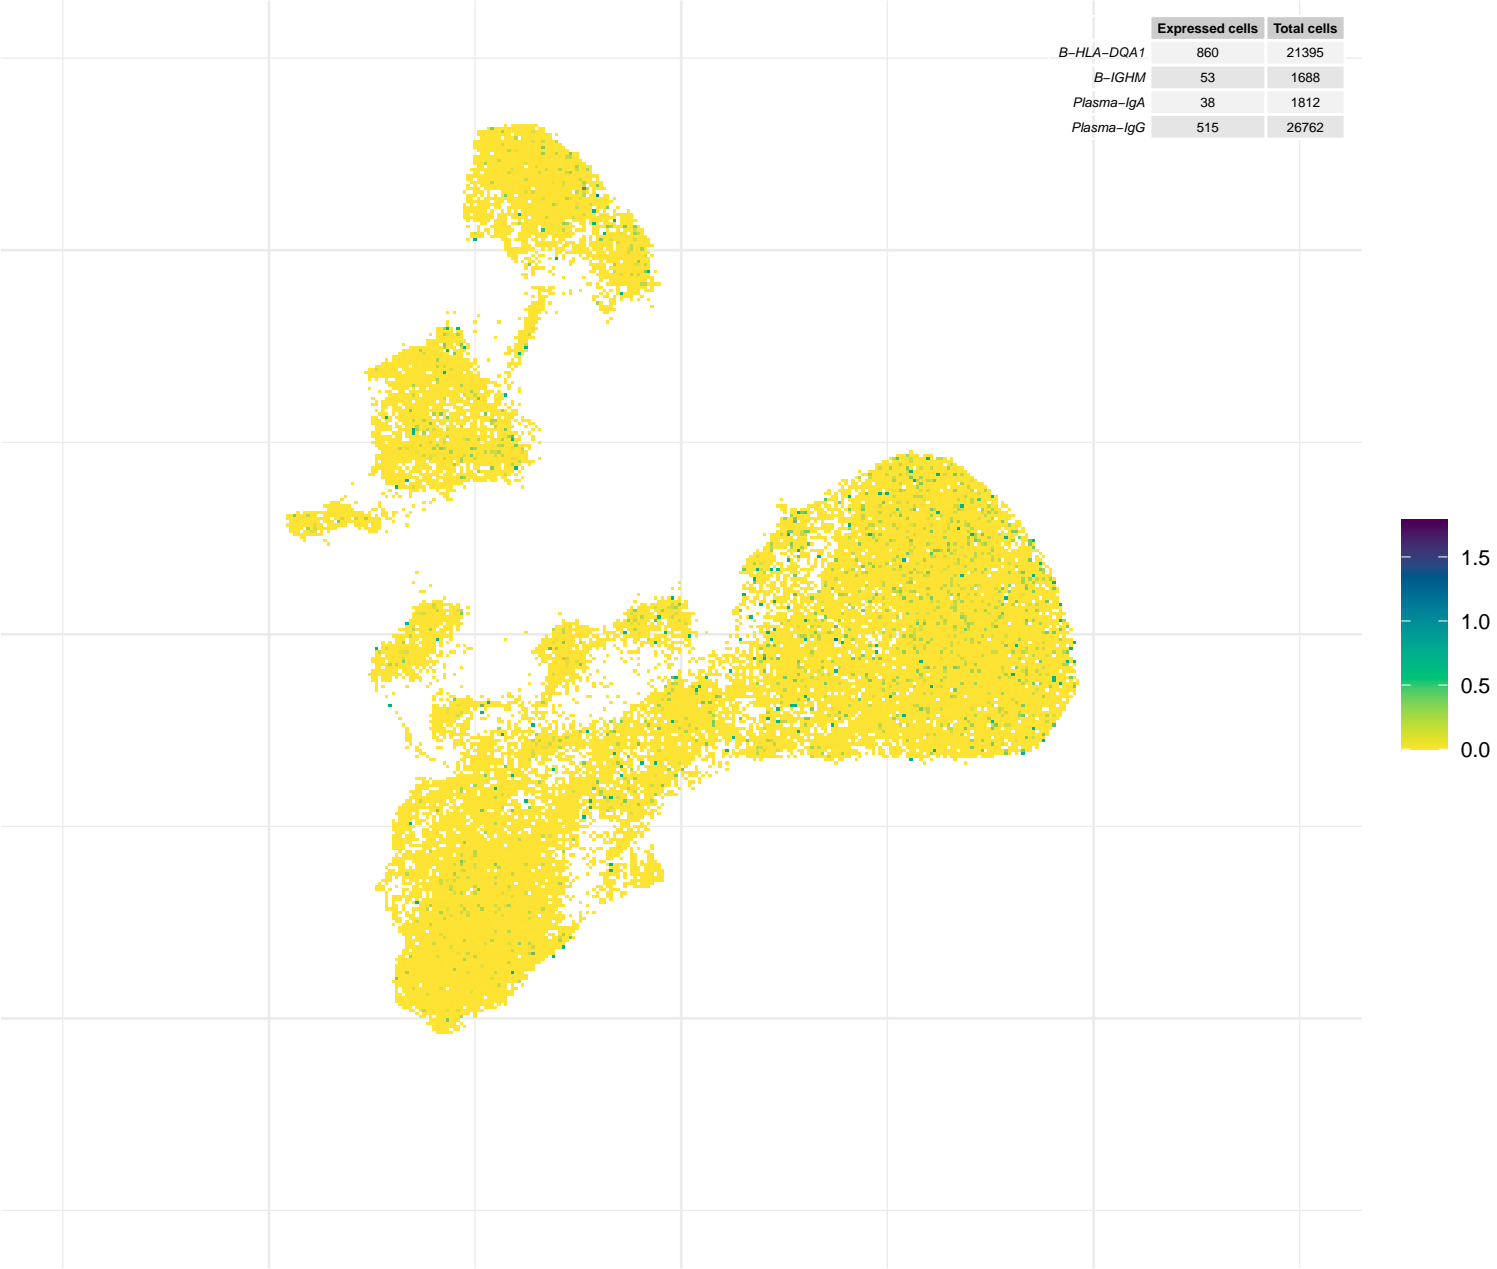 Expressed cells Total cells
B−HLA−DQA1 860 21395
B−IGHM 53 1688
Plasma−IgA 38 1812
Plasma−IgG 515 26762
1.5
1.0
0.5
0.0